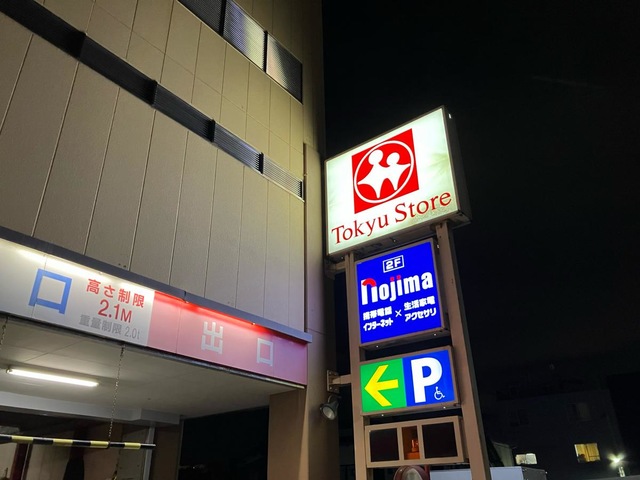 Tokyu Store
2F
nojima
携帯電話
インターネット
×
生活家電
アクセサリ
P
口
高さ制限
2.1M
重量制限 2.0t
出口